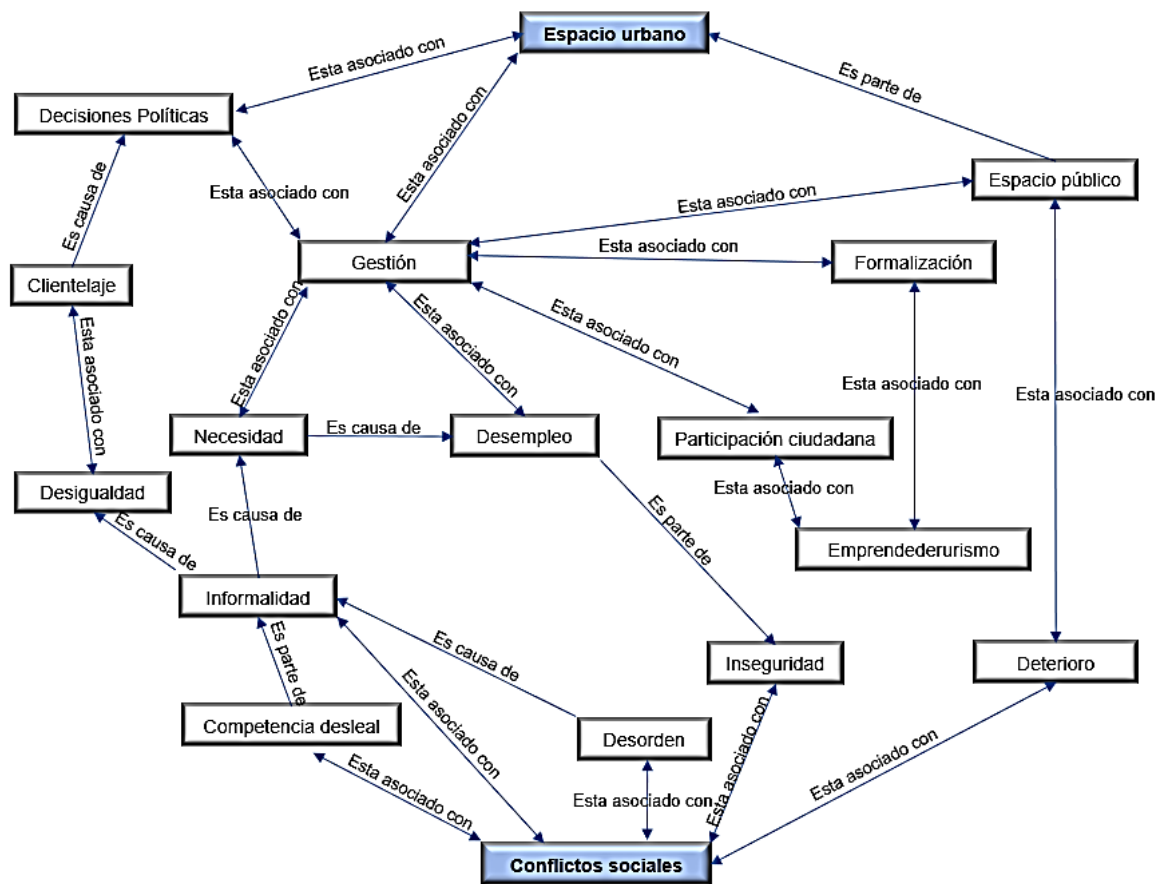 Espacio urbano
Esta asociado con
Es parte de
Decisiones Políticas
Esta asociado con
Espacio público
Es causa de
Esta asociado con
Esta asociado con
Esta asociado con
Gestión
Formalización
Clientelaje
Esta asociado con
Esta asociado con
Esta asociado con
Esta asociado con
Esta asociado con
Esta asociado con
Necesidad
Es causa de
Desempleo
Participación ciudadana
Desigualdad
Esta asociado con
Es causa de
Es causa de
Es parte de
Emprendederurismo
Informalidad
Es parte de
Es causa de
Inseguridad
Deterioro
Competencia desleal
Esta asociado con
Desorden
Esta asociado con
Esta asociado con
Esta asociado con
Esta asociado con
Conflictos sociales